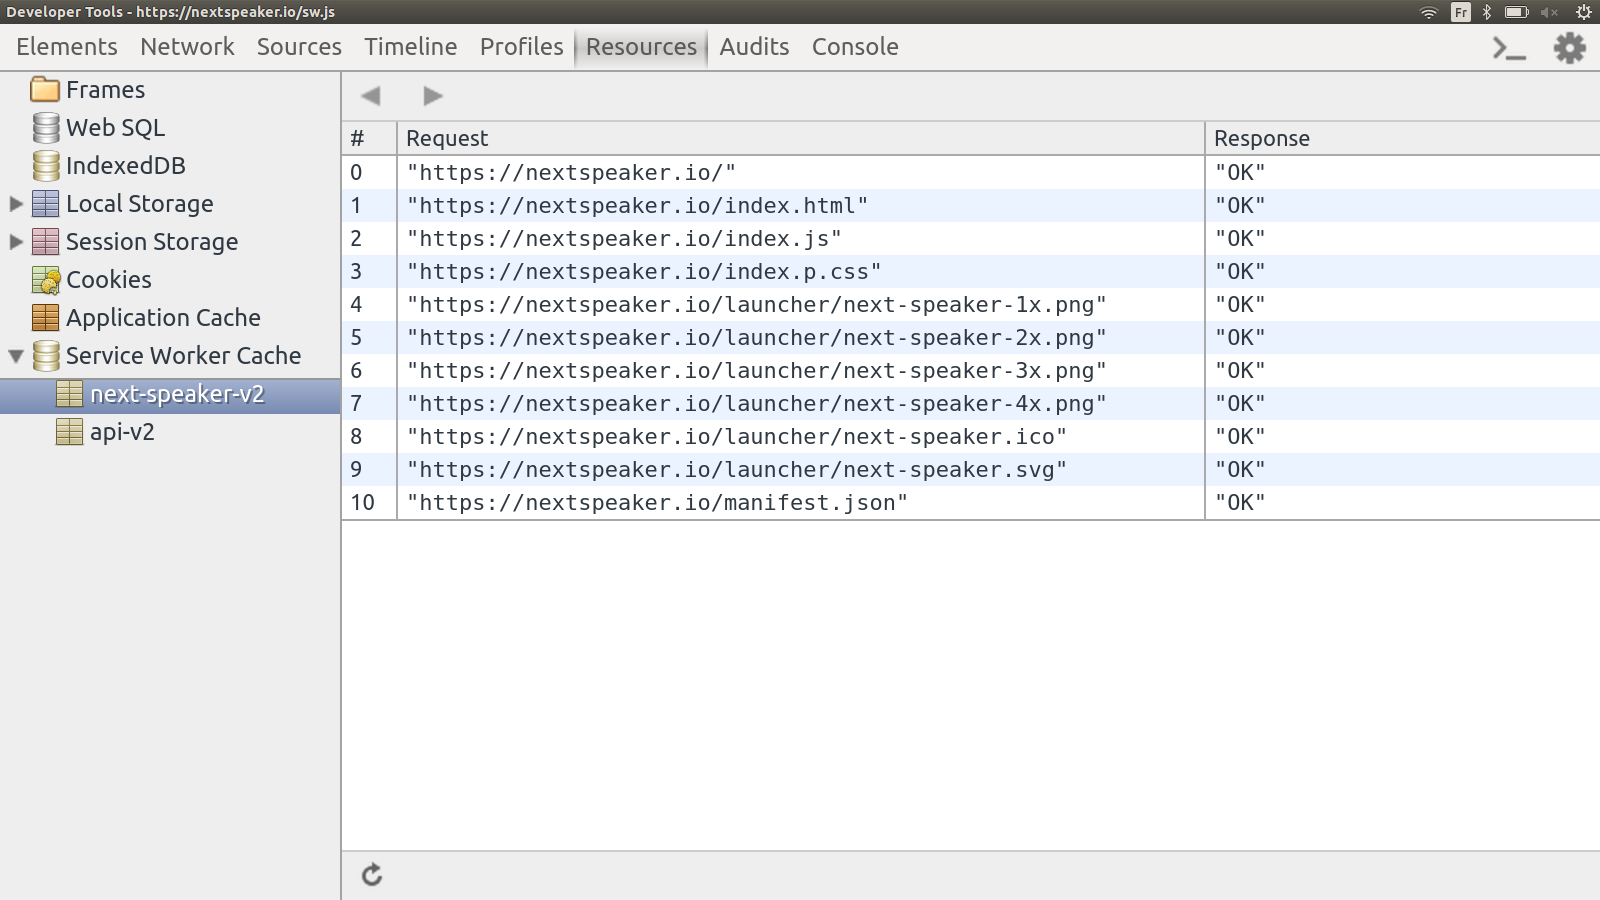 Developer Tools - https://nextspeaker.io/sw.js
Fr
Elements Network Sources Timeline Profiles Resources Audits Console
Frames
Web SQL
IndexedDB
Local Storage
Session Storage
Cookies
Application Cache
Service Worker Cache
next-speaker-v2
api-v2
# Request Response
0 "https://nextspeaker.io/" "OK"
1 "https://nextspeaker.io/index.html" "OK"
2 "https://nextspeaker.io/index.js" "OK"
3 "https://nextspeaker.io/index.p.css" "OK"
4 "https://nextspeaker.io/launcher/next-speaker-1x.png" "OK"
5 "https://nextspeaker.io/launcher/next-speaker-2x.png" "OK"
6 "https://nextspeaker.io/launcher/next-speaker-3x.png" "OK"
7 "https://nextspeaker.io/launcher/next-speaker-4x.png" "OK"
8 "https://nextspeaker.io/launcher/next-speaker.ico" "OK"
9 "https://nextspeaker.io/launcher/next-speaker.svg" "OK"
10 "https://nextspeaker.io/manifest.json" "OK"